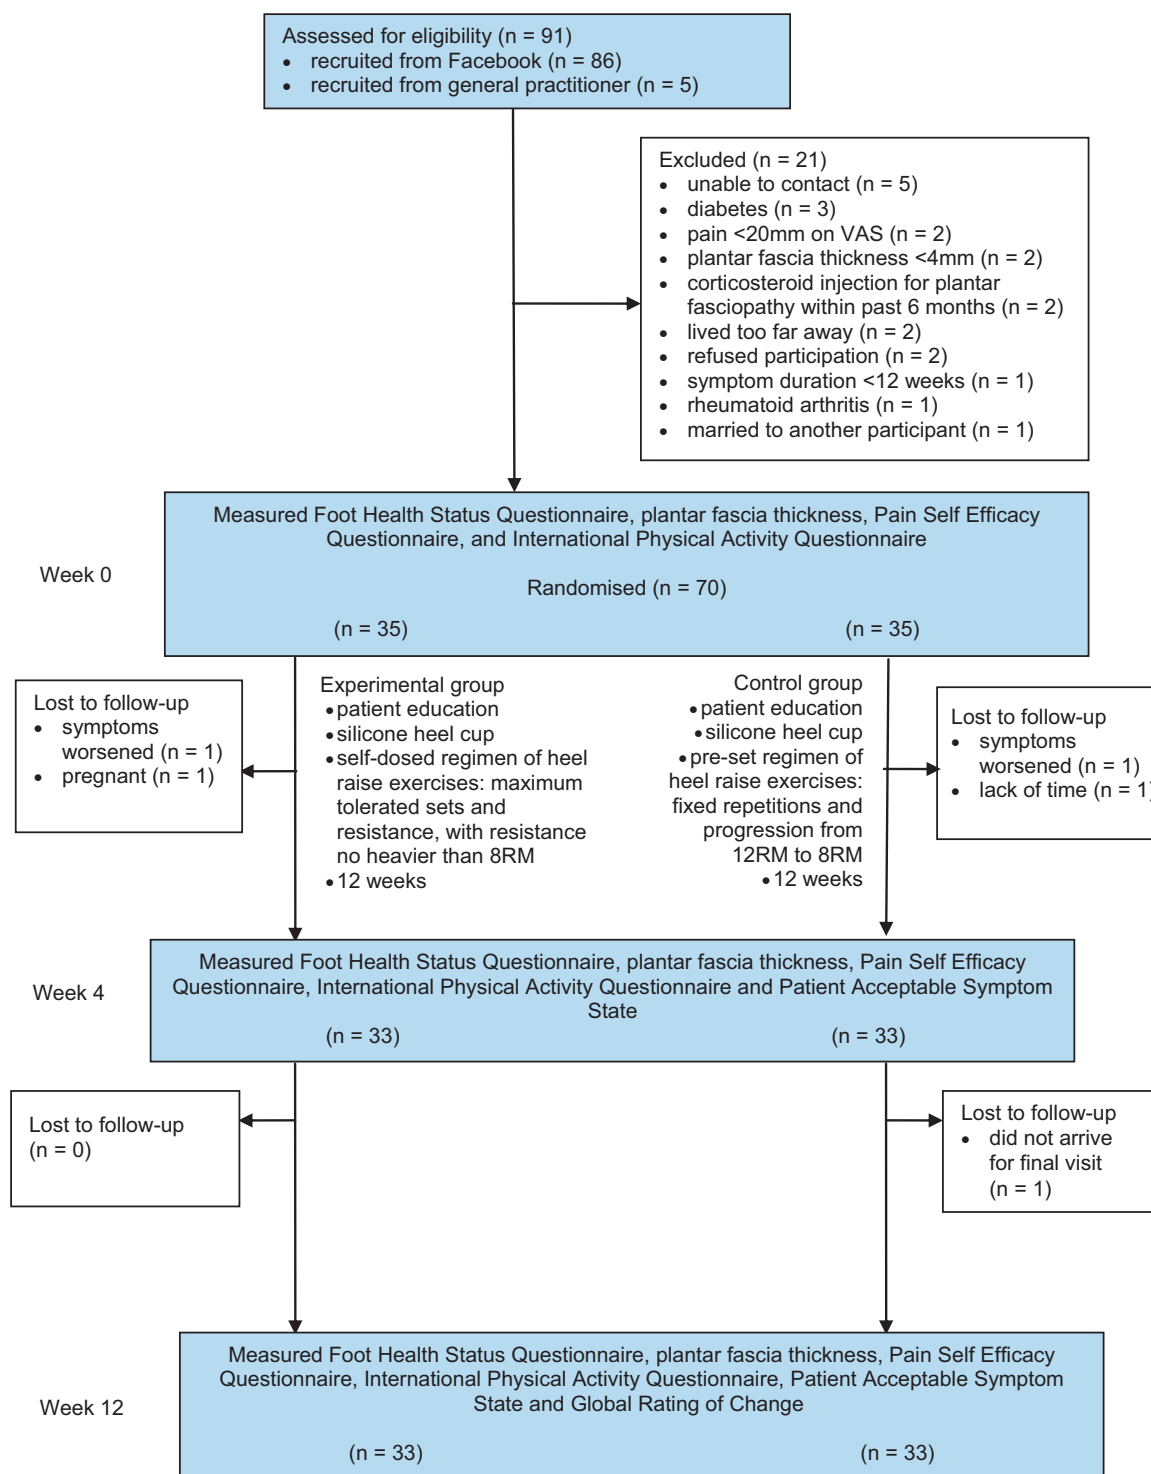 Assessed for eligibility (n = 91)
• recruited from Facebook (n = 86)
• recruited from general practitioner (n = 5)
Excluded (n = 21)
• unable to contact (n = 5)
• diabetes (n = 3)
• pain <20mm on VAS (n = 2)
• plantar fascia thickness <4mm (n = 2)
• corticosteroid injection for plantar
fasciopathy within past 6 months (n = 2)
• lived too far away (n = 2)
• refused participation (n = 2)
• symptom duration <12 weeks (n = 1)
• rheumatoid arthritis (n = 1)
• married to another participant (n = 1)
Week 0
Measured Foot Health Status Questionnaire, plantar fascia thickness, Pain Self Efficacy
Questionnaire, and International Physical Activity Questionnaire
Randomised (n = 70)
(n = 35)
(n = 35)
Lost to follow-up
• symptoms
worsened (n = 1)
• pregnant (n = 1)
Experimental group
• patient education
• silicone heel cup
• self-dosed regimen of heel
raise exercises: maximum
tolerated sets and
resistance, with resistance
no heavier than 8RM
• 12 weeks
Control group
• patient education
• silicone heel cup
• pre-set regimen of
heel raise exercises:
fixed repetitions and
progression from
12RM to 8RM
• 12 weeks
Lost to follow-up
• symptoms
worsened (n = 1)
• lack of time (n = 1)
Week 4
Measured Foot Health Status Questionnaire, plantar fascia thickness, Pain Self Efficacy
Questionnaire, International Physical Activity Questionnaire and Patient Acceptable Symptom
State
(n = 33)
(n = 33)
Lost to follow-up
(n = 0)
Lost to follow-up
• did not arrive
for final visit
(n = 1)
Week 12
Measured Foot Health Status Questionnaire, plantar fascia thickness, Pain Self Efficacy
Questionnaire, International Physical Activity Questionnaire, Patient Acceptable Symptom
State and Global Rating of Change
(n = 33)
(n = 33)